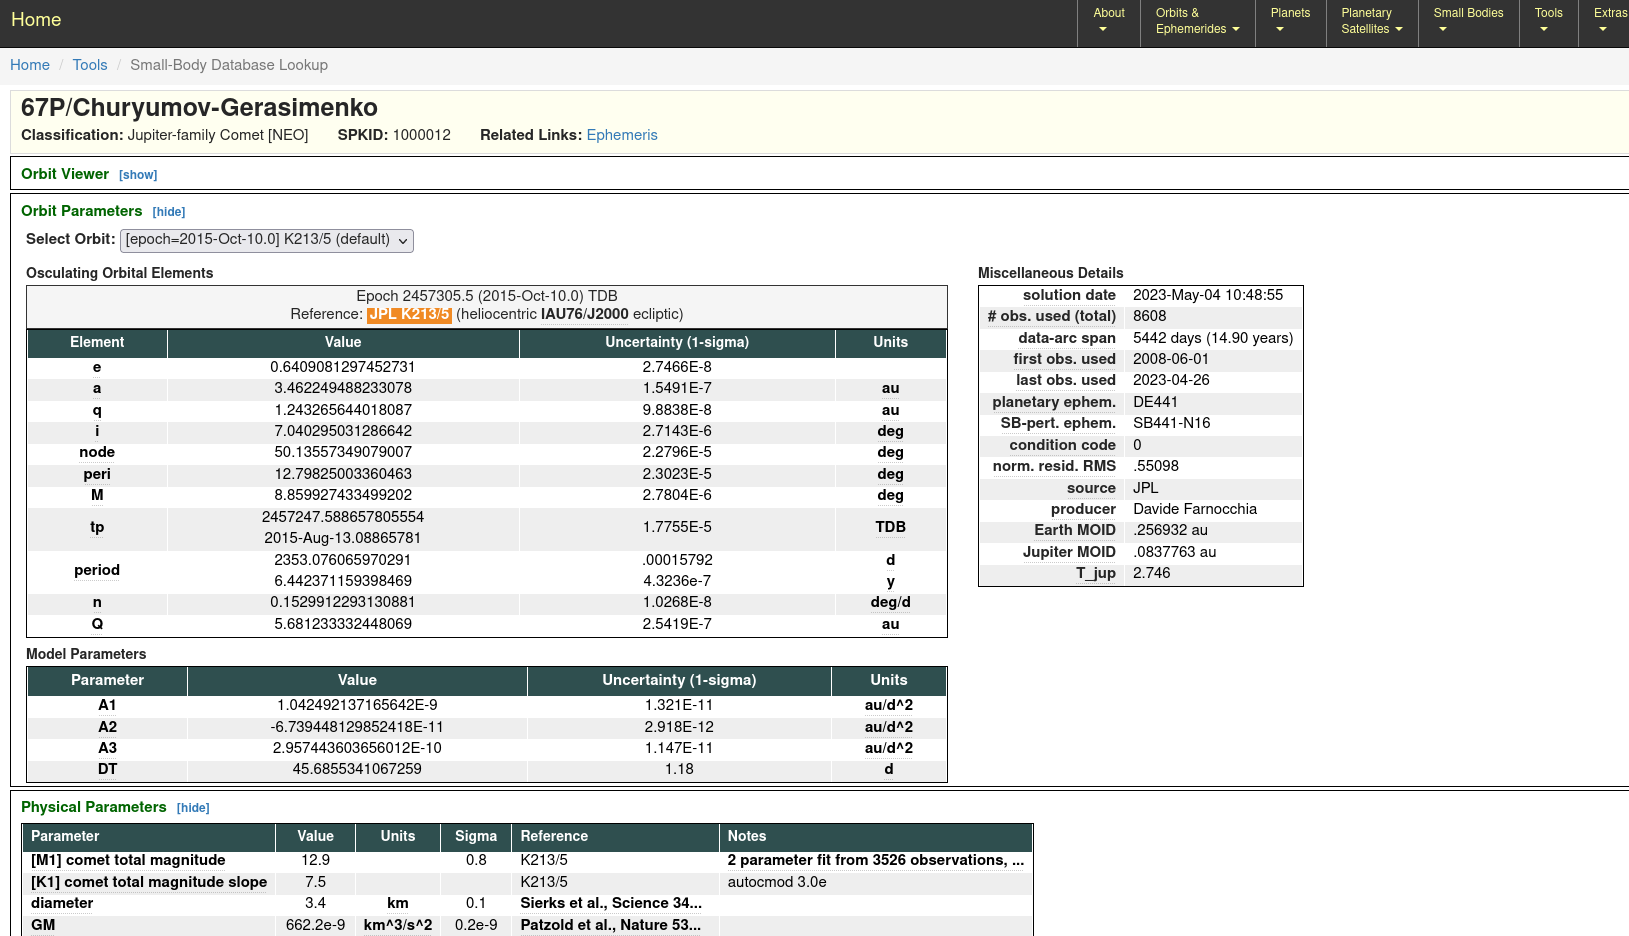 Home
About
Orbits & Ephemerides
Planets
Planetary Satellites
Small Bodies
Tools
Extras
Home / Tools / Small-Body Database Lookup
67P/Churyumov-Gerasimenko
Classification: Jupiter-family Comet [NEO] SPKID: 1000012 Related Links: Ephemeris
Orbit Viewer [show]
Orbit Parameters [hide]
Select Orbit: [epoch=2015-Oct-10.0] K213/5 (default)
Osculating Orbital Elements
Epoch 2457305.5 (2015-Oct-10.0) TDB
Reference: JPL K213/5 (heliocentric IAU76/J2000 ecliptic)
Element Value Uncertainty (1-sigma) Units
e 0.6409081297452731 2.7466E-8
a 3.462249488233078 1.5491E-7 au
q 1.243265644018087 9.8838E-8 au
i 7.040295031286642 2.7143E-6 deg
node 50.13557349079007 2.2796E-5 deg
peri 12.79825003360463 2.3023E-5 deg
M 8.859927433499202 2.7804E-6 deg
tp 2457247.588657805554 1.7755E-5 TDB
2015-Aug-13.08865781
period 2353.076065970291 .00015792 d
6.442371159398469 4.3236e-7 y
n 0.1529912293130881 1.0268E-8 deg/d
Q 5.681233332448069 2.5419E-7 au
Model Parameters
Parameter Value Uncertainty (1-sigma) Units
A1 1.042492137165642E-9 1.321E-11 au/d^2
A2 -6.739448129852418E-11 2.918E-12 au/d^2
A3 2.957443603656012E-10 1.147E-11 au/d^2
DT 45.6855341067259 1.18 d
Miscellaneous Details
solution date 2023-May-04 10:48:55
# obs. used (total) 8608
data-arc span 5442 days (14.90 years)
first obs. used 2008-06-01
last obs. used 2023-04-26
planetary ephem. DE441
SB-pert. ephem. SB441-N16
condition code 0
norm. resid. RMS .55098
source JPL
producer Davide Farnocchia
Earth MOID .256932 au
Jupiter MOID .0837763 au
T_jup 2.746
Physical Parameters [hide]
Parameter Value Units Sigma Reference Notes
[M1] comet total magnitude 12.9 0.8 K213/5 2 parameter fit from 3526 observations, ...
[K1] comet total magnitude slope 7.5 K213/5 autocmod 3.0e
diameter 3.4 km 0.1 Sierks et al., Science 34...
GM 662.2e-9 km^3/s^2 0.2e-9 Patzold et al., Nature 53...